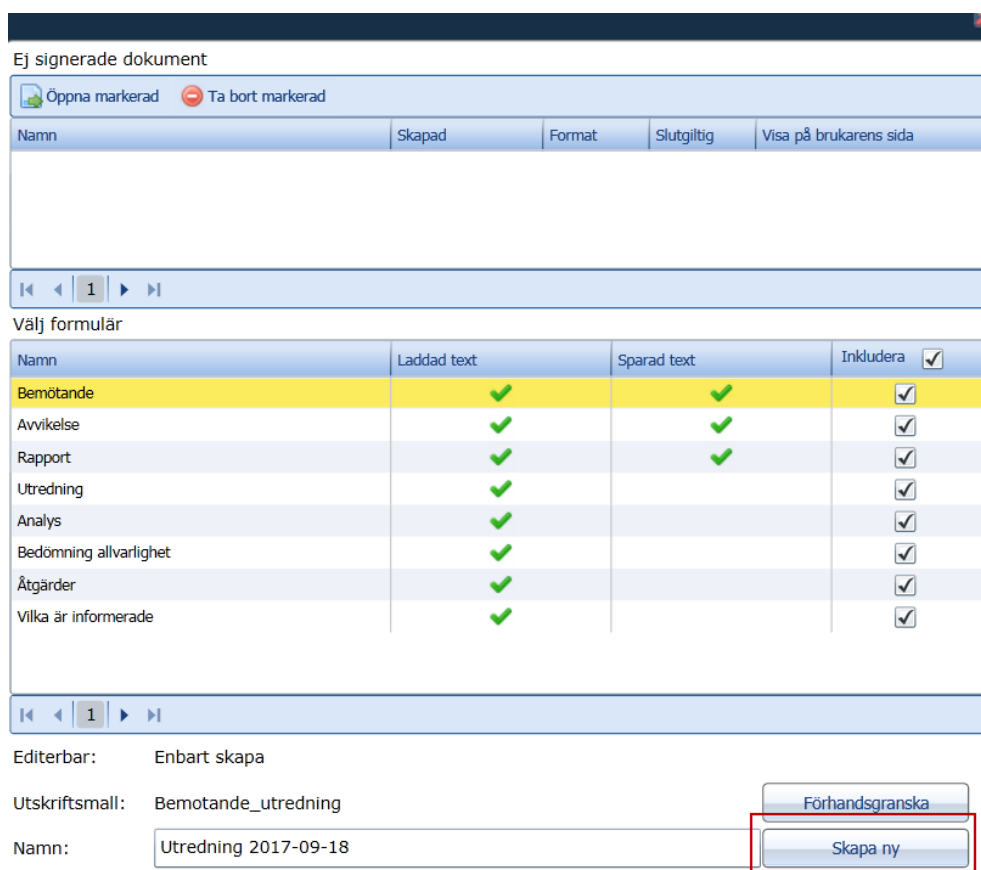 Ej signerade dokument
Öppna markerad Ta bort markerad
Namn Skapad Format Slutgiltig Visa på brukarens sida
1
Välj formulär
Namn Laddad text Sparad text Inkludera
Bemötande
Avvikelse
Rapport
Utredning
Analys
Bedömning allvarlighet
Åtgärder
Vilka är informerade
1
Editerbar: Enbart skapa
Utskriftsmall: Bemotande_utredning Förhandsgranska
Namn: Utredning 2017-09-18 Skapa ny